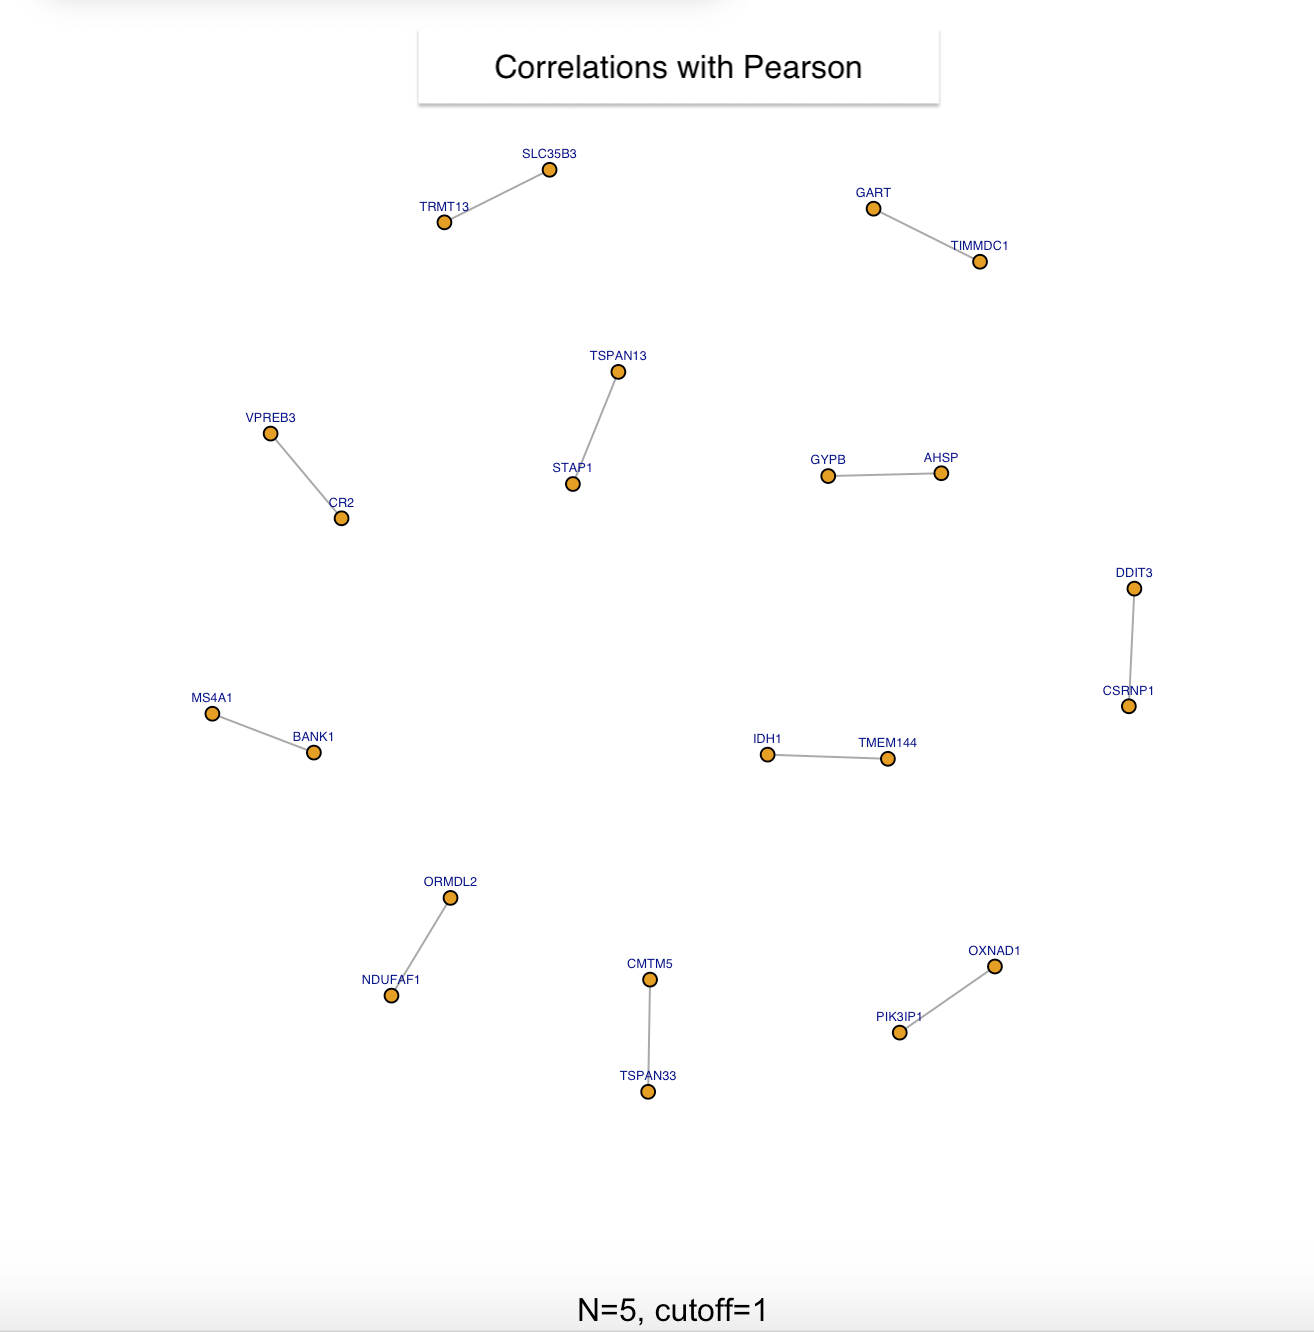 Correlations with Pearson
SLC35B3
TRMT13
GART
TIMMDC1
TSPAN13
VPREB3
STAP1
GYPB
AHSP
CR2
DDIT3
CSRNP1
MS4A1
BANK1
IDH1
TMEM144
ORMDL2
NDUFAF1
CMTM5
OXNAD1
PIK3IP1
TSPAN33
N=5, cutoff=1